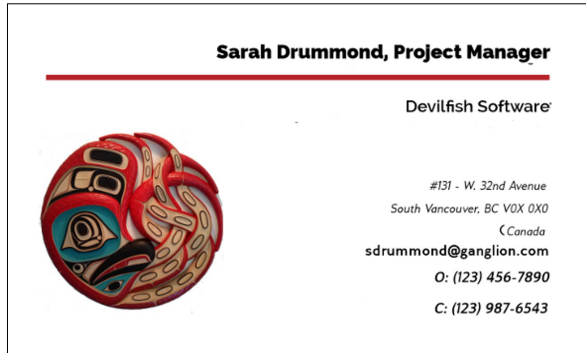 Sarah Drummond, Project Manager
Devilfish Software
#131 - W. 32nd Avenue
South Vancouver, BC V0X 0X0
(Canada
sdrummond@ganglion.com
O: (123) 456-7890
C: (123) 987-6543